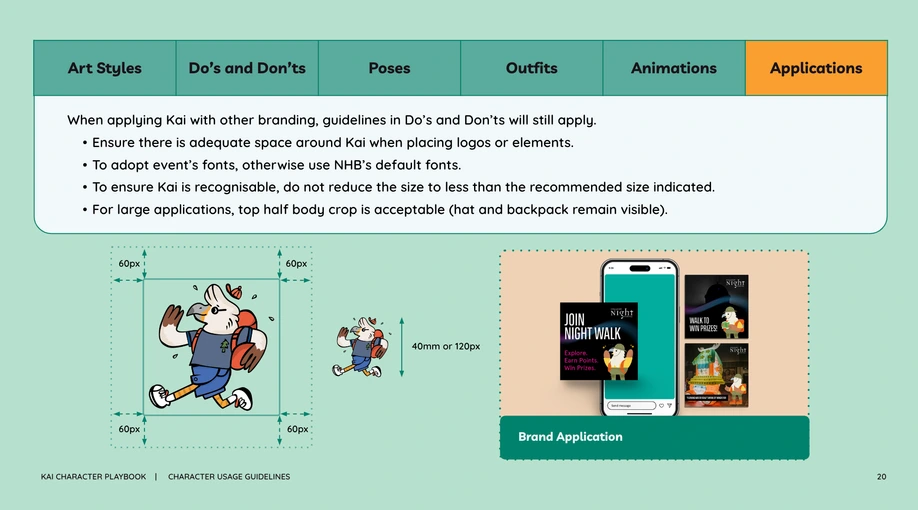 Art Styles
Do's and Don'ts
Poses
Outfits
Animations
Applications
When applying Kai with other branding, guidelines in Do's and Don'ts will still apply.
• Ensure there is adequate space around Kai when placing logos or elements.
• To adopt event's fonts, otherwise use NHB's default fonts.
• To ensure Kai is recognisable, do not reduce the size to less than the recommended size indicated.
• For large applications, top half body crop is acceptable (hat and backpack remain visible).
60px
60px
60px
60px
40mm or 120px
Night
JOIN
NIGHT WALK
Explore.
Earn Points.
Win Prizes.
Send message
Night
WALK TO
WIN PRIZES!
Night
Brand Application
KAI CHARACTER PLAYBOOK | CHARACTER USAGE GUIDELINES
20